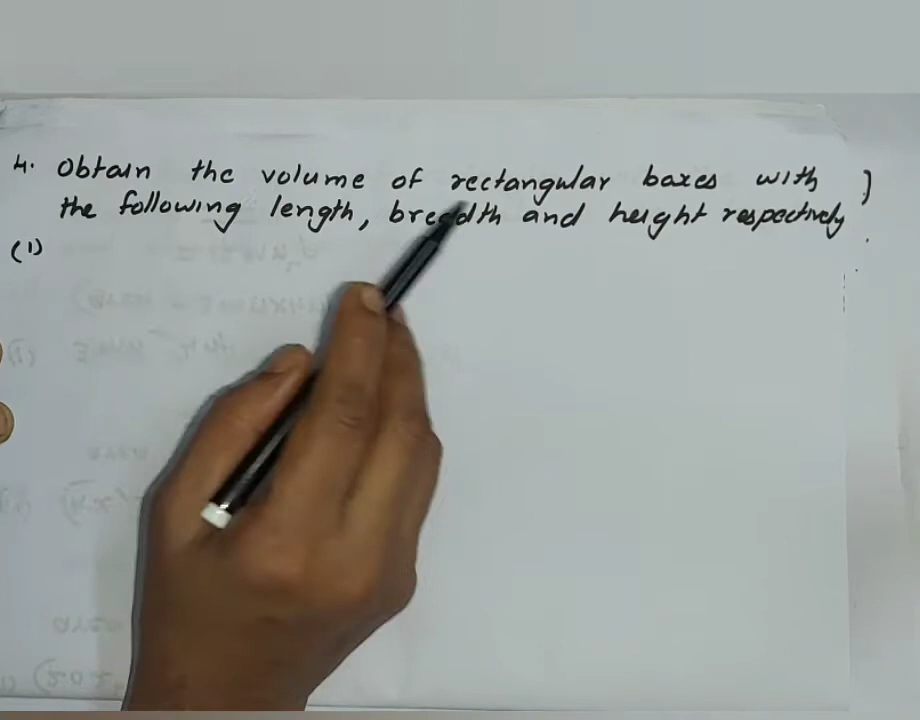 4. Obtain the volume of rectangular boxes with
the following length, breadth and height respectively
(i)